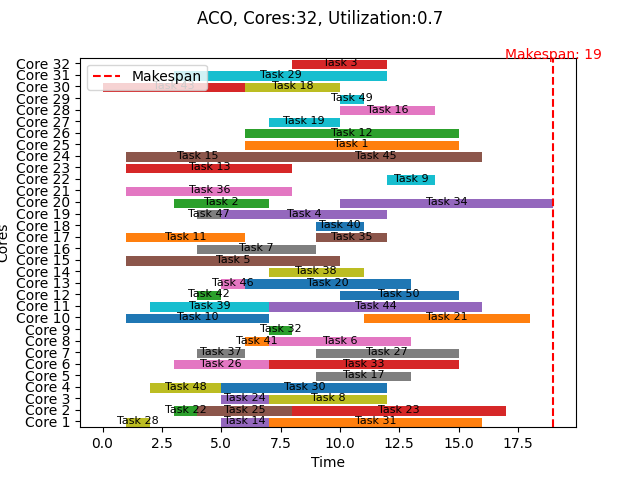 ACO, Cores:32, Utilization:0.7
Makespan: 19
Makespan
Core 32 Task 3
Core 31 Task 29
Core 30 Task 18
Core 29 Task 49
Core 28 Task 16
Core 27 Task 19
Core 26 Task 12
Core 25 Task 1
Core 24 Task 15 Task 45
Core 23 Task 13
Core 22 Task 9
Core 21 Task 36
Core 20 Task 2 Task 34
Core 19 Task 47 Task 4
Core 18 Task 40
Core 17 Task 11 Task 35
Core 16 Task 7
Core 15 Task 5
Core 14 Task 38
Core 13 Task 46 Task 20
Core 12 Task 42 Task 50
Core 11 Task 39 Task 44
Core 10 Task 10 Task 21
Core 9 Task 32
Core 8 Task 41 Task 6
Core 7 Task 37 Task 27
Core 6 Task 26 Task 33
Core 5 Task 17
Core 4 Task 48 Task 30
Core 3 Task 24 Task 8
Core 2 Task 22 Task 25 Task 23
Core 1 Task 28 Task 14 Task 31
Cores
0.0 2.5 5.0 7.5 10.0 12.5 15.0 17.5
Time